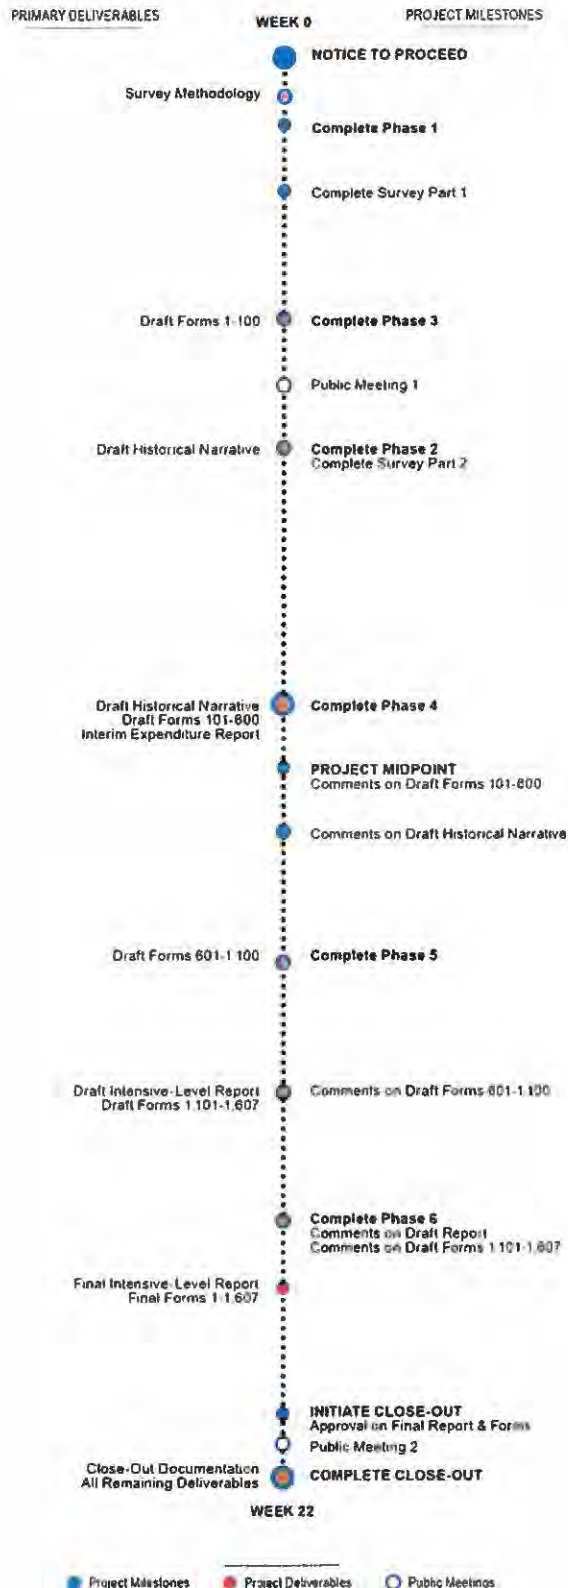 PRIMARY DELIVERABLES
WEEK 0
PROJECT MILESTONES
NOTICE TO PROCEED
Survey Methodology
Complete Phase 1
Complete Survey Part 1
Draft Forms 1-100
Complete Phase 3
Public Meeting 1
Draft Historical Narrative
Complete Phase 2
Complete Survey Part 2
Draft Historical Narrative
Draft Forms 101-600
Interim Expenditure Report
Complete Phase 4
PROJECT MIDPOINT
Comments on Draft Forms 101-600
Comments on Draft Historical Narrative
Draft Forms 601-1,100
Complete Phase 5
Draft Intensive-Level Report
Draft Forms 1,101-1,607
Comments on Draft Forms 601-1,100
Complete Phase 6
Comments on Draft Report
Comments on Draft Forms 1,101-1,607
Final Intensive-Level Report
Final Forms 1-1,607
INITIATE CLOSE-OUT
Approval on Final Report & Forms
Public Meeting 2
Close-Out Documentation
All Remaining Deliverables
COMPLETE CLOSE-OUT
WEEK 22
Project Milestones
Project Deliverables
Public Meetings